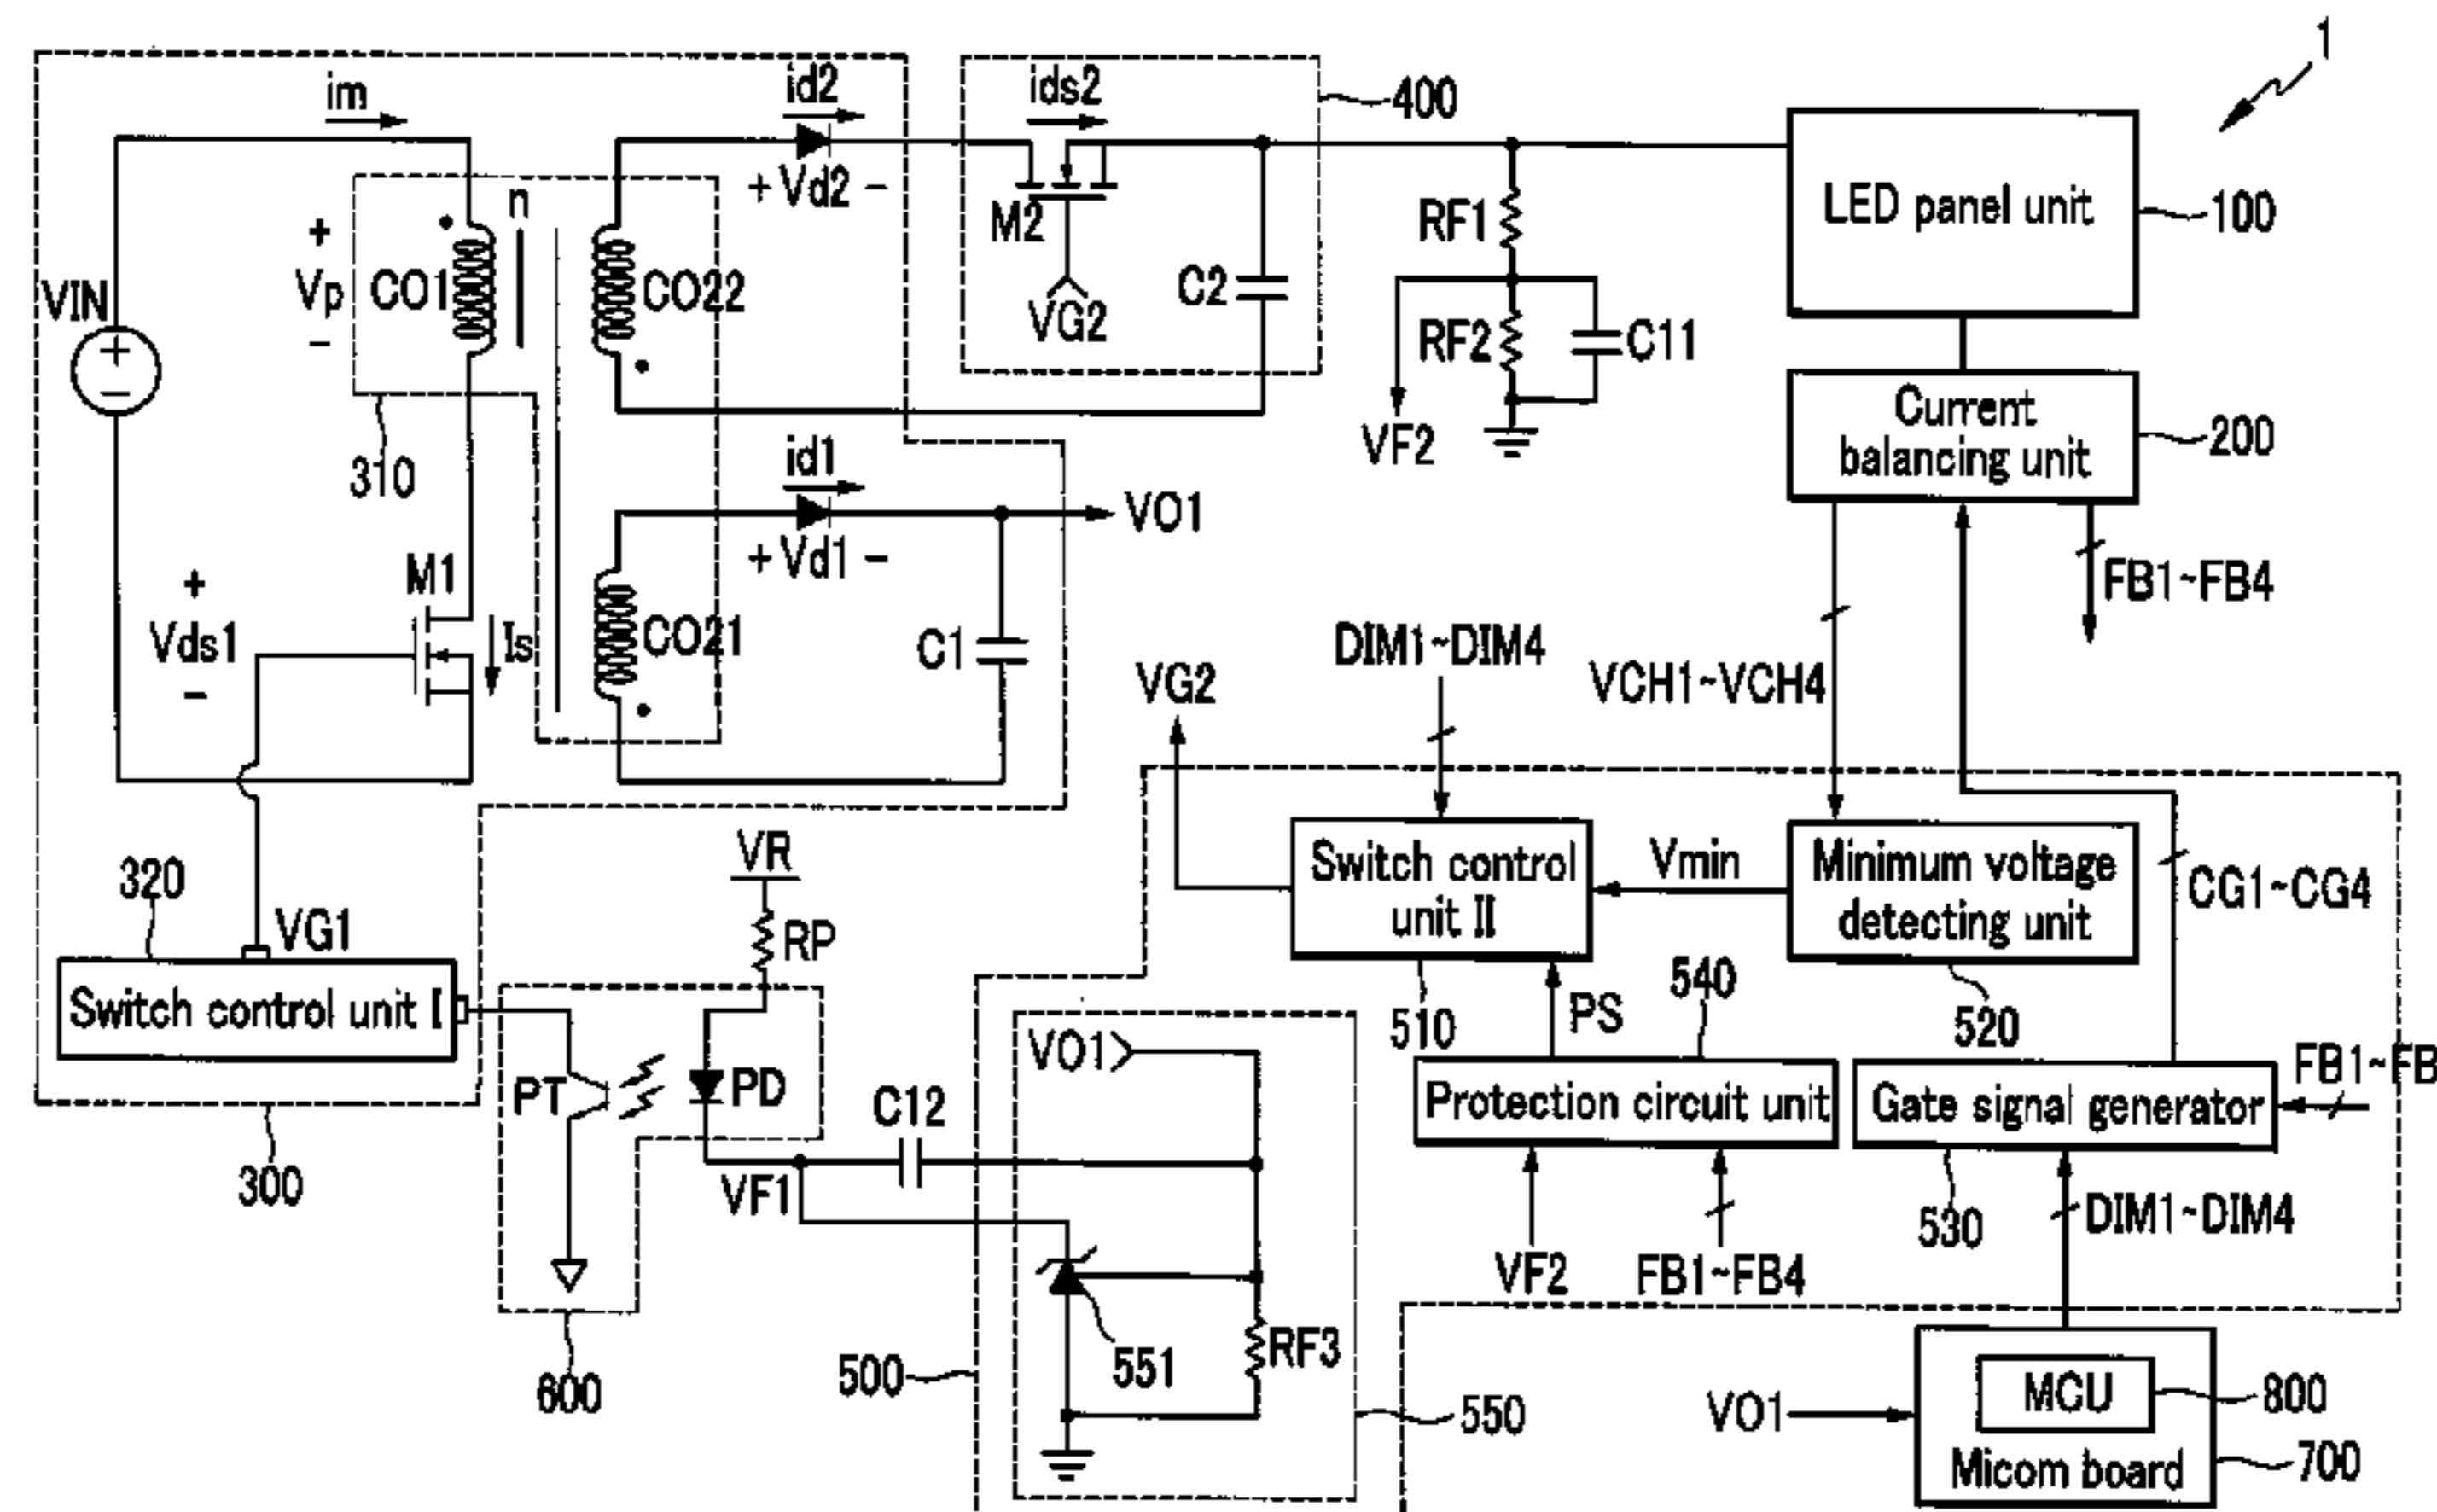 1
im
id2
ids2
400
+ Vd2 -
n
+
Vp
-
CO1
CO22
M2
VG2
C2
RF1
RF2
C11
VF2
LED panel unit
100
VIN
+
-
310
Current
balancing unit
200
id1
+ Vd1 -
VO1
FB1~FB4
M1
+
Vds1
-
Is
CO21
C1
DIM1~DIM4
VG2
VCH1~VCH4
320
VG1
Switch control unit I
VR
RP
Switch control
unit II
Vmin
Minimum voltage
detecting unit
CG1~CG4
510
PS
540
520
PT
PD
C12
VF1
VO1
Protection circuit unit
Gate signal generator
FB1~FB
300
VF2
FB1~FB4
530
DIM1~DIM4
600
500
551
RF3
550
VO1
MCU
800
Micom board
700